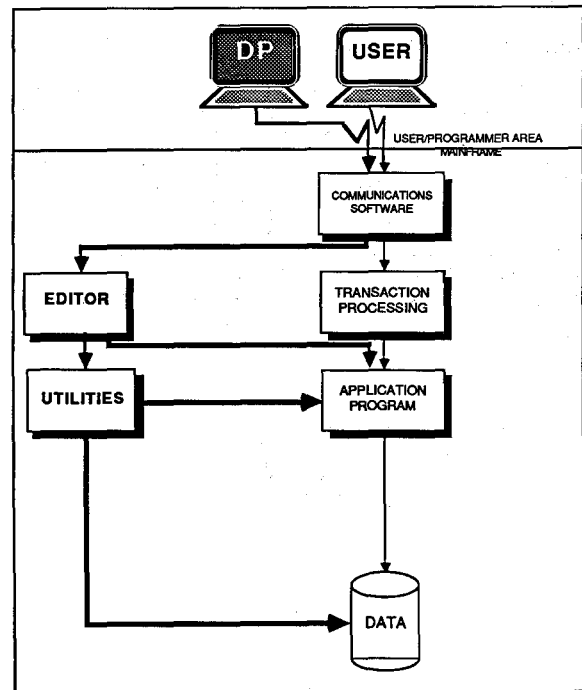 DP
USER
USER/PROGRAMMER AREA
MAINFRAME
COMMUNICATIONS
SOFTWARE
EDITOR
TRANSACTION
PROCESSING
UTILITIES
APPLICATION
PROGRAM
DATA